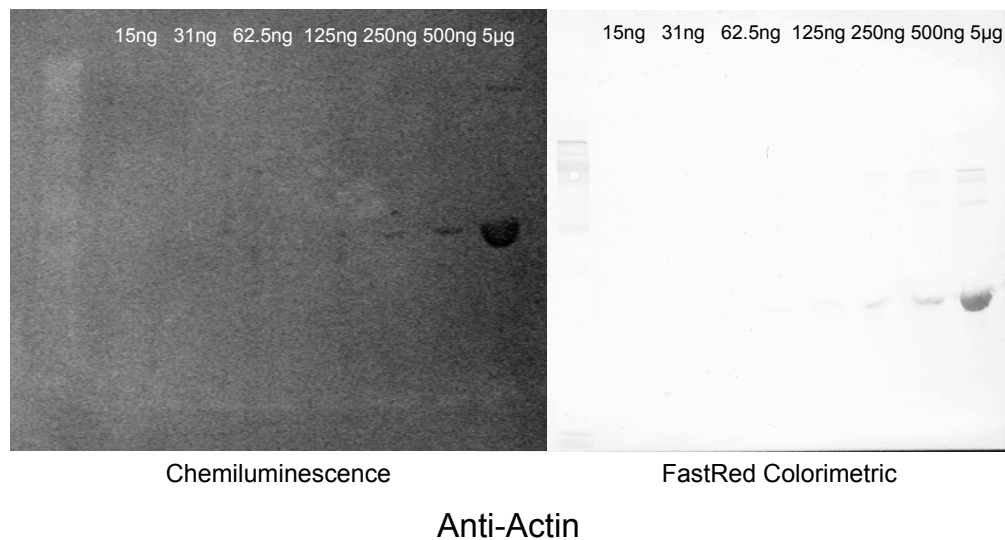 15ng 31ng 62.5ng 125ng 250ng 500ng 5µg
15ng 31ng 62.5ng 125ng 250ng 500ng 5µg
Chemiluminescence
FastRed Colorimetric
Anti-Actin